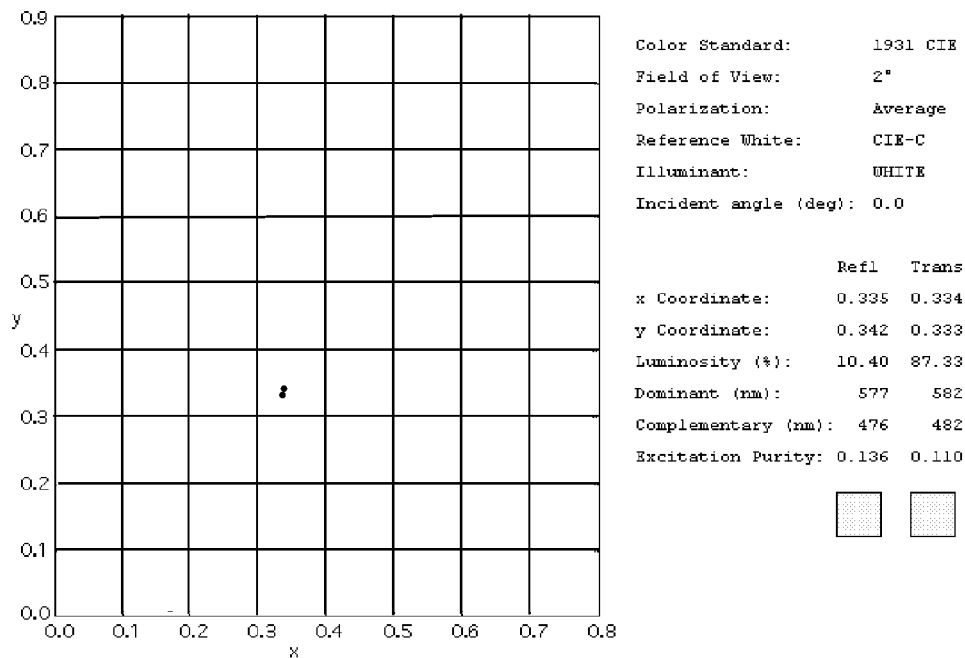 0.9
0.8
0.7
0.6
0.5
y
0.4
0.3
0.2
0.1
0.0
0.0 0.1 0.2 0.3 0.4 0.5 0.6 0.7 0.8
x
Color Standard: 1931 CIE
Field of View: 2°
Polarization: Average
Reference White: CIE-C
Illuminant: WHITE
Incident angle (deg): 0.0
Refl Trans
x Coordinate: 0.335 0.334
y Coordinate: 0.342 0.333
Luminosity (%): 10.40 87.33
Dominant (nm): 577 582
Complementary (nm): 476 482
Excitation Purity: 0.136 0.110